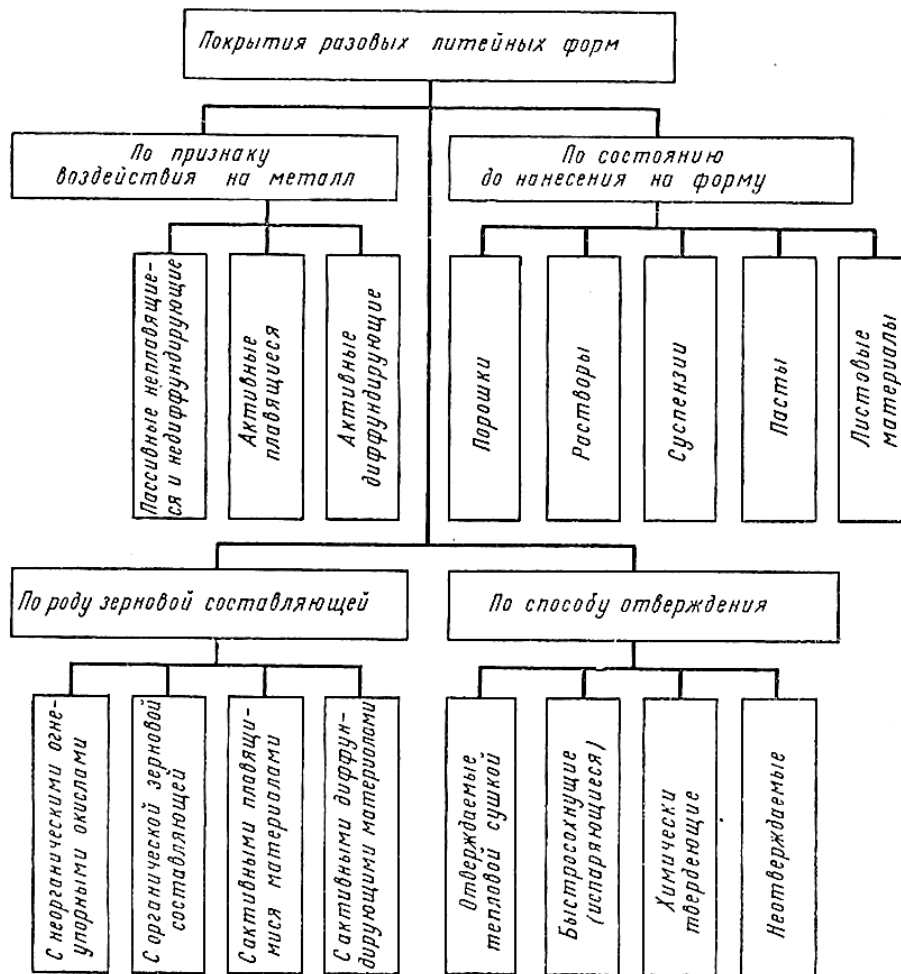 Покрытия разовых литейных форм
По признаку
воздействия на металл
По состоянию
до нанесения на форму
Пассивные неплавящие-
ся и недиффундирующие
Активные
плавящиеся
Активные
диффундирующие
Порошки
Растворы
Суспензии
Пасты
Листовые
материалы
По роду зерновой составляющей
По способу отверждения
С неорганическими огне-
упорными окислами
С органической зерновой
составляющей
С активными плавящи-
мися материалами
С активными диффун-
дирующими материалами
Отверждаемые
тепловой сушкой
Быстросохнущие
(испаряющиеся)
Химически
твердеющие
Неотверждаемые